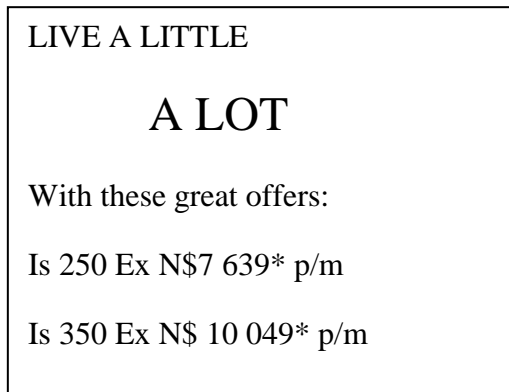 LIVE A LITTLE
A LOT
With these great offers:
Is 250 Ex N$7 639* p/m
Is 350 Ex N$ 10 049* p/m